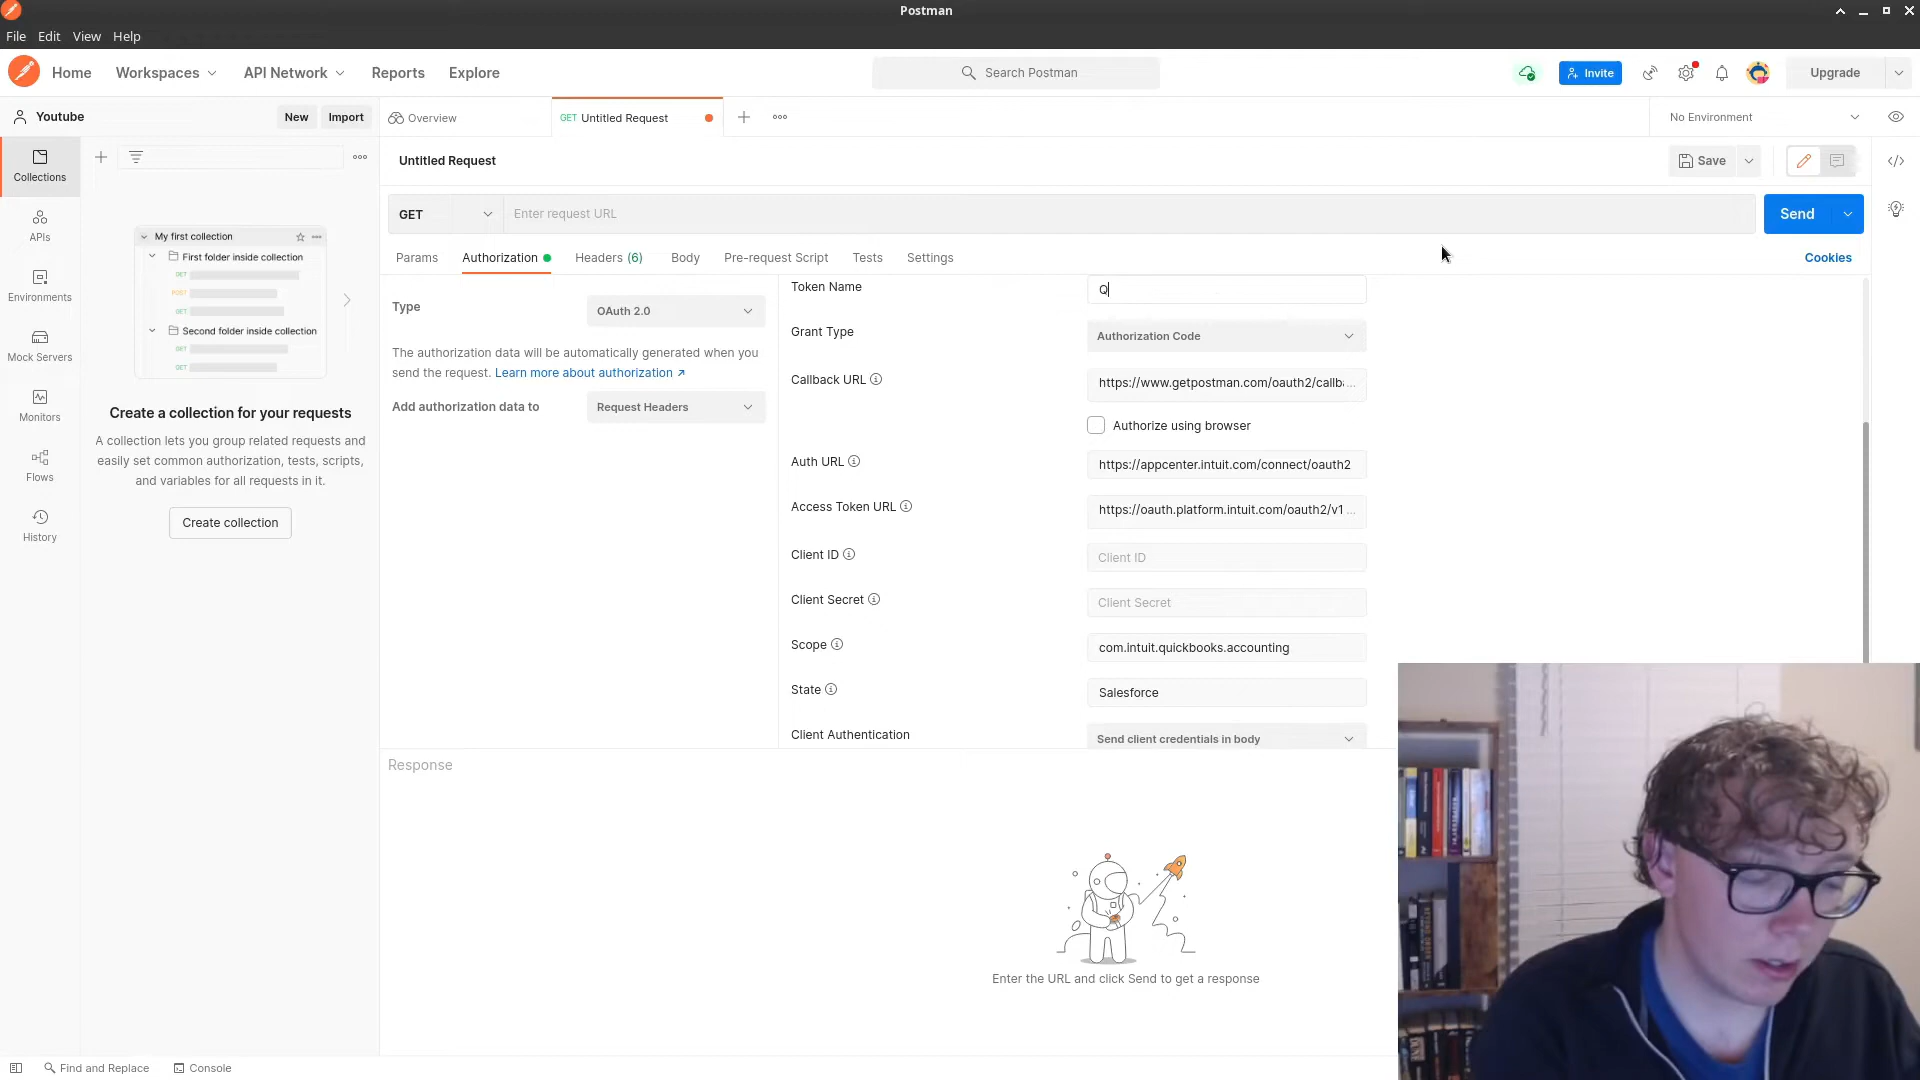 Postman
File Edit View Help
Home Workspaces API Network Reports Explore
Search Postman
Invite
Upgrade
Youtube
New Import
Overview
GET Untitled Request
No Environment
Collections
APIs
Environments
Mock Servers
Monitors
Flows
History
My first collection
First folder inside collection
GET
POST
GET
Second folder inside collection
GET
GET
Create a collection for your requests
A collection lets you group related requests and
easily set common authorization, tests, scripts,
and variables for all requests in it.
Create collection
Untitled Request
Save
GET Enter request URL
Send
Params Authorization Headers (6) Body Pre-request Script Tests Settings
Cookies
Type OAuth 2.0
The authorization data will be automatically generated when you
send the request. Learn more about authorization ↗
Add authorization data to Request Headers
Token Name Q
Grant Type Authorization Code
Callback URL https://www.getpostman.com/oauth2/callb...
Authorize using browser
Auth URL https://appcenter.intuit.com/connect/oauth2
Access Token URL https://oauth.platform.intuit.com/oauth2/v1 ...
Client ID Client ID
Client Secret Client Secret
Scope com.intuit.quickbooks.accounting
State Salesforce
Client Authentication Send client credentials in body
Response
Enter the URL and click Send to get a response
Find and Replace Console